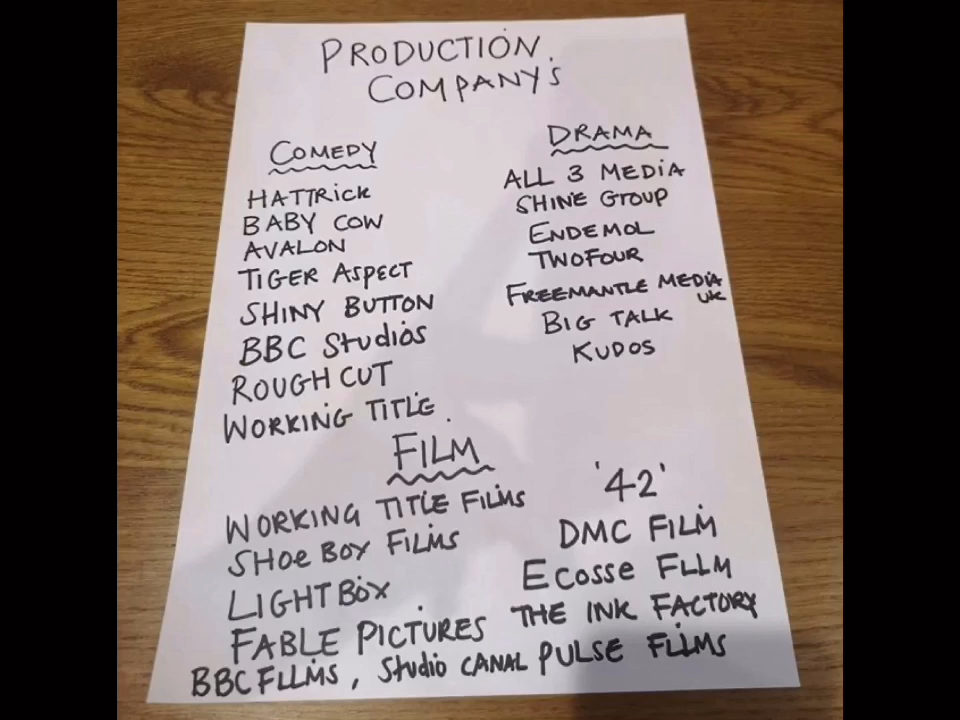 PRODUCTION
COMPANY's
COMEDY
HATTRick
BABY COW
AVALON
TIGER ASPECT
SHINY BUTTON
BBC Studios
ROUGH CUT
WORKING TITLE
DRAMA
ALL 3 MEDIA
SHINE GROUP
ENDEMOL
TWOFOUR
FREEMANTLE MEDIA
UK
BIG TALK
KUDOS
FILM
WORKING TITLE FILMS
SHOE BOX FILMS
LIGHTBOX
FABLE PICTURES
'42'
DMC FILM
ECOSSE FILM
THE INK FACTORY
BBC FILMS, Studio CANAL PULSE FILMS